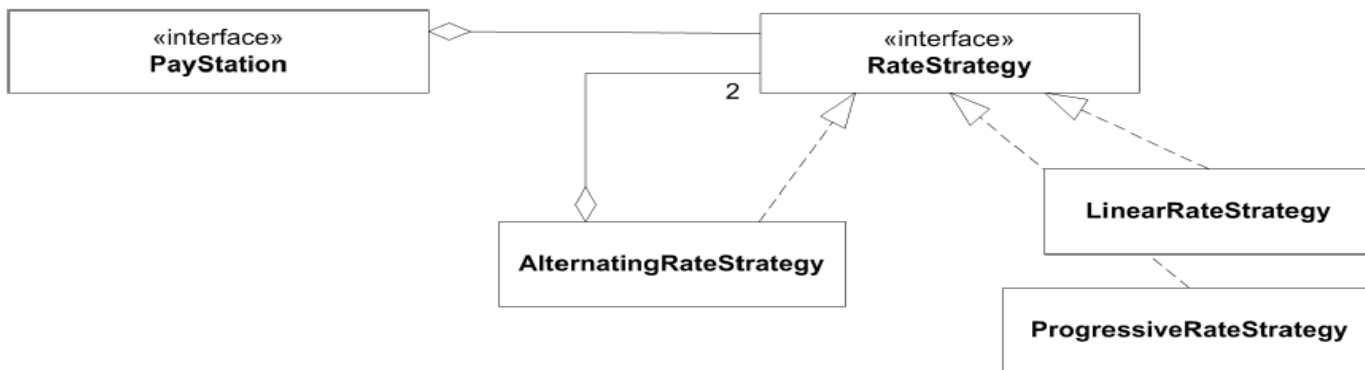 «interface»
PayStation
«interface»
RateStrategy
2
AlternatingRateStrategy
LinearRateStrategy
ProgressiveRateStrategy